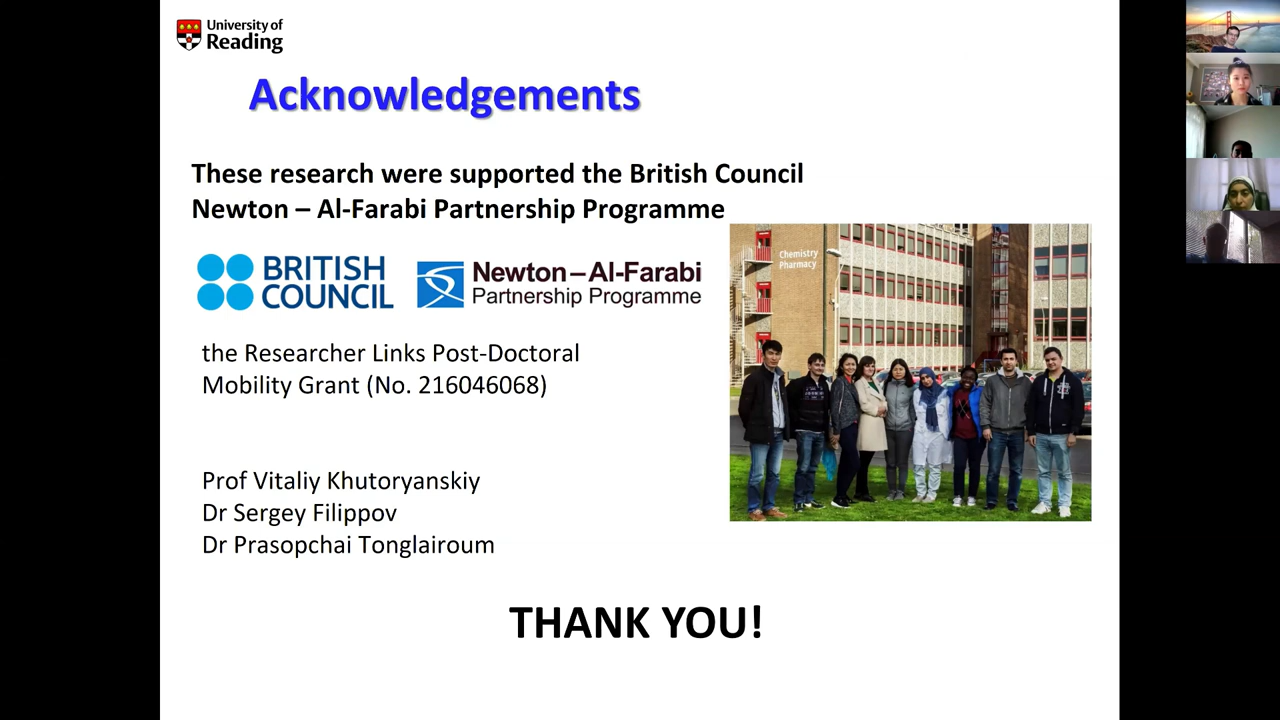 University of
Reading
Acknowledgements
These research were supported the British Council
Newton – Al-Farabi Partnership Programme
BRITISH
COUNCIL
Newton – Al-Farabi
Partnership Programme
Chemistry
Pharmacy
the Researcher Links Post-Doctoral
Mobility Grant (No. 216046068)
Prof Vitaliy Khutoryanskiy
Dr Sergey Filippov
Dr Prasopchai Tonglairoum
THANK YOU!